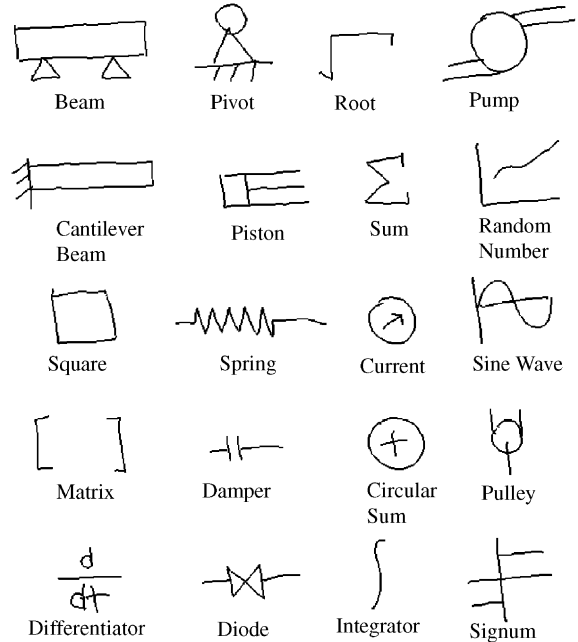 Beam
Pivot
Root
Pump
Cantilever
Beam
Piston
Sum
Random
Number
Square
Spring
Current
Sine Wave
Matrix
Damper
Circular
Sum
Pulley
d
dt
Differentiator
Diode
Integrator
Signum